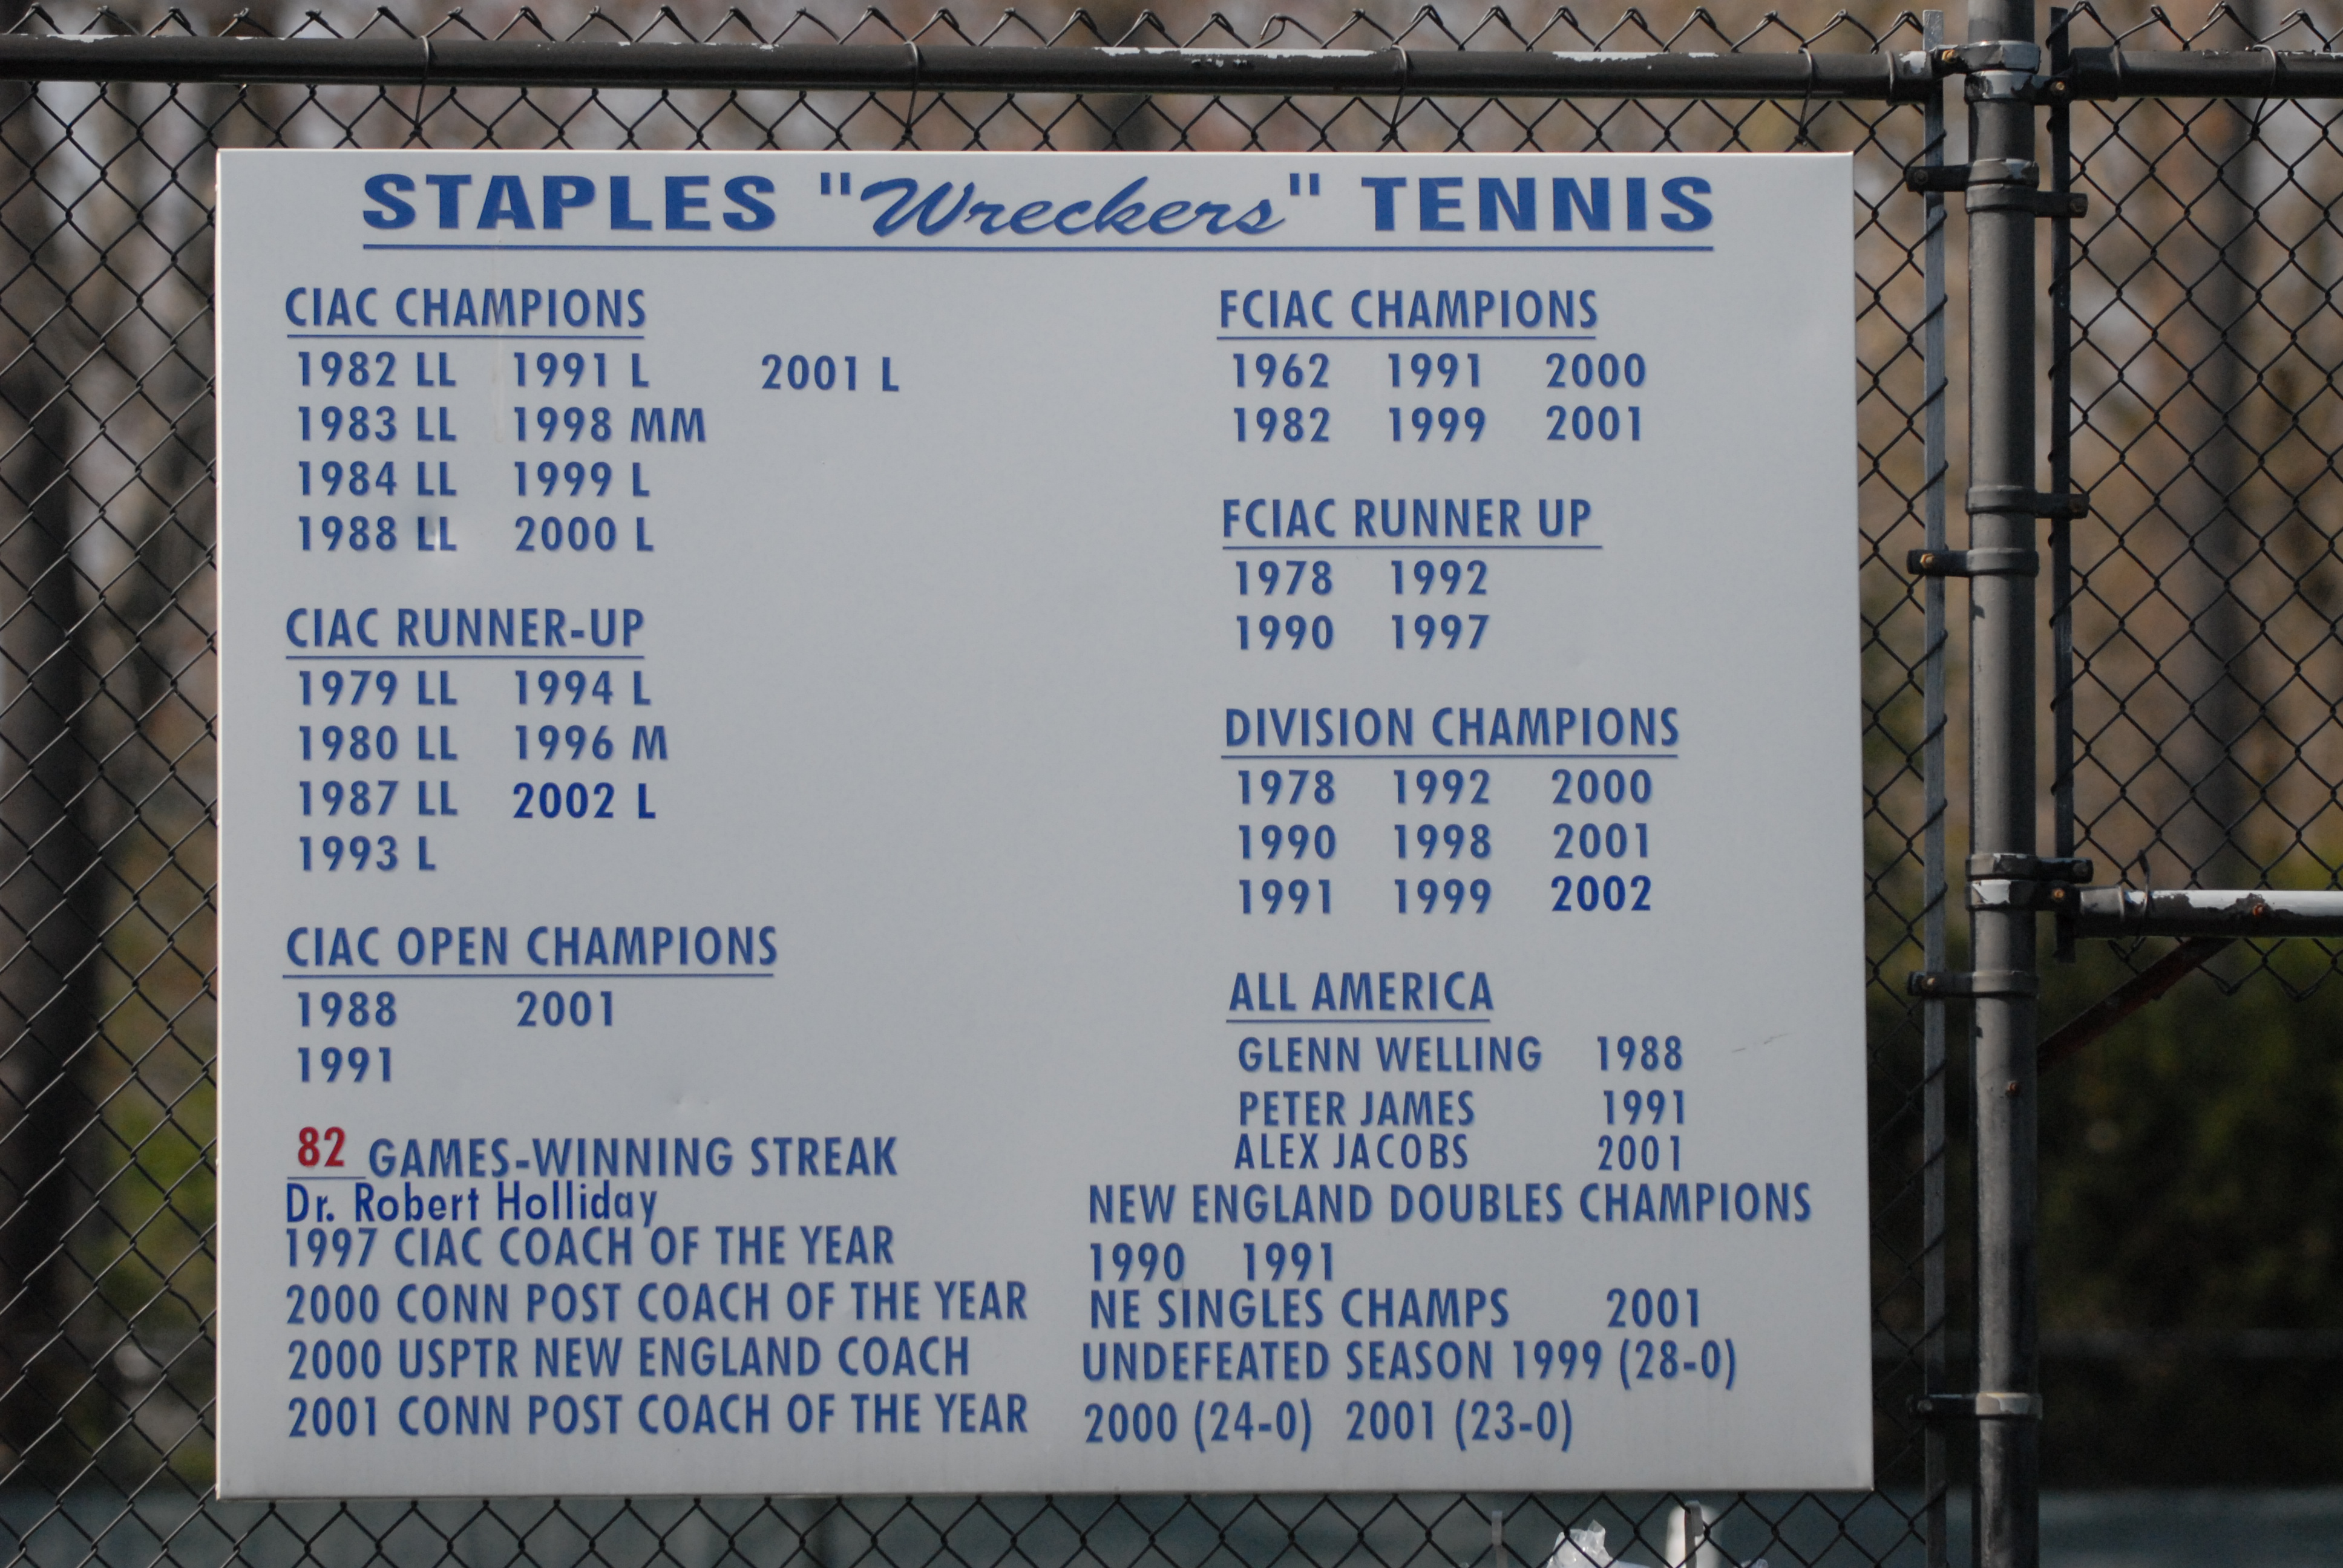 STAPLES "Wreckers" TENNIS
CIAC CHAMPIONS
1982 LL 1991 L 2001 L
1983 LL 1998 MM
1984 LL 1999 L
1988 LL 2000 L
CIAC RUNNER-UP
1979 LL 1994 L
1980 LL 1996 M
1987 LL 2002 L
1993 L
CIAC OPEN CHAMPIONS
1988 2001
1991
82 GAMES-WINNING STREAK
Dr. Robert Holliday
1997 CIAC COACH OF THE YEAR
2000 CONN POST COACH OF THE YEAR
2000 USPTR NEW ENGLAND COACH
2001 CONN POST COACH OF THE YEAR
FCIAC CHAMPIONS
1962 1991 2000
1982 1999 2001
FCIAC RUNNER UP
1978 1992
1990 1997
DIVISION CHAMPIONS
1978 1992 2000
1990 1998 2001
1991 1999 2002
ALL AMERICA
GLENN WELLING 1988
PETER JAMES 1991
ALEX JACOBS 2001
NEW ENGLAND DOUBLES CHAMPIONS
1990 1991
NE SINGLES CHAMPS 2001
UNDEFEATED SEASON 1999 (28-0)
2000 (24-0) 2001 (23-0)